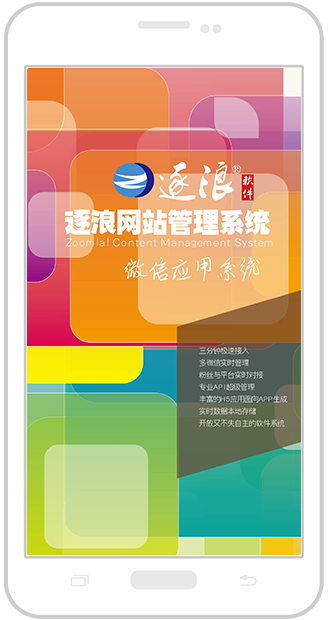 逐浪® 软件
逐浪网站管理系统
Zoomlal Content Management System
微信应用系统
三分钟极速接入
多微信实时管理
粉丝与平台实时对接
专业API超级管理
丰富的H5应用面向APP生成
实时数据本地存储
开放又不失自主的软件系统